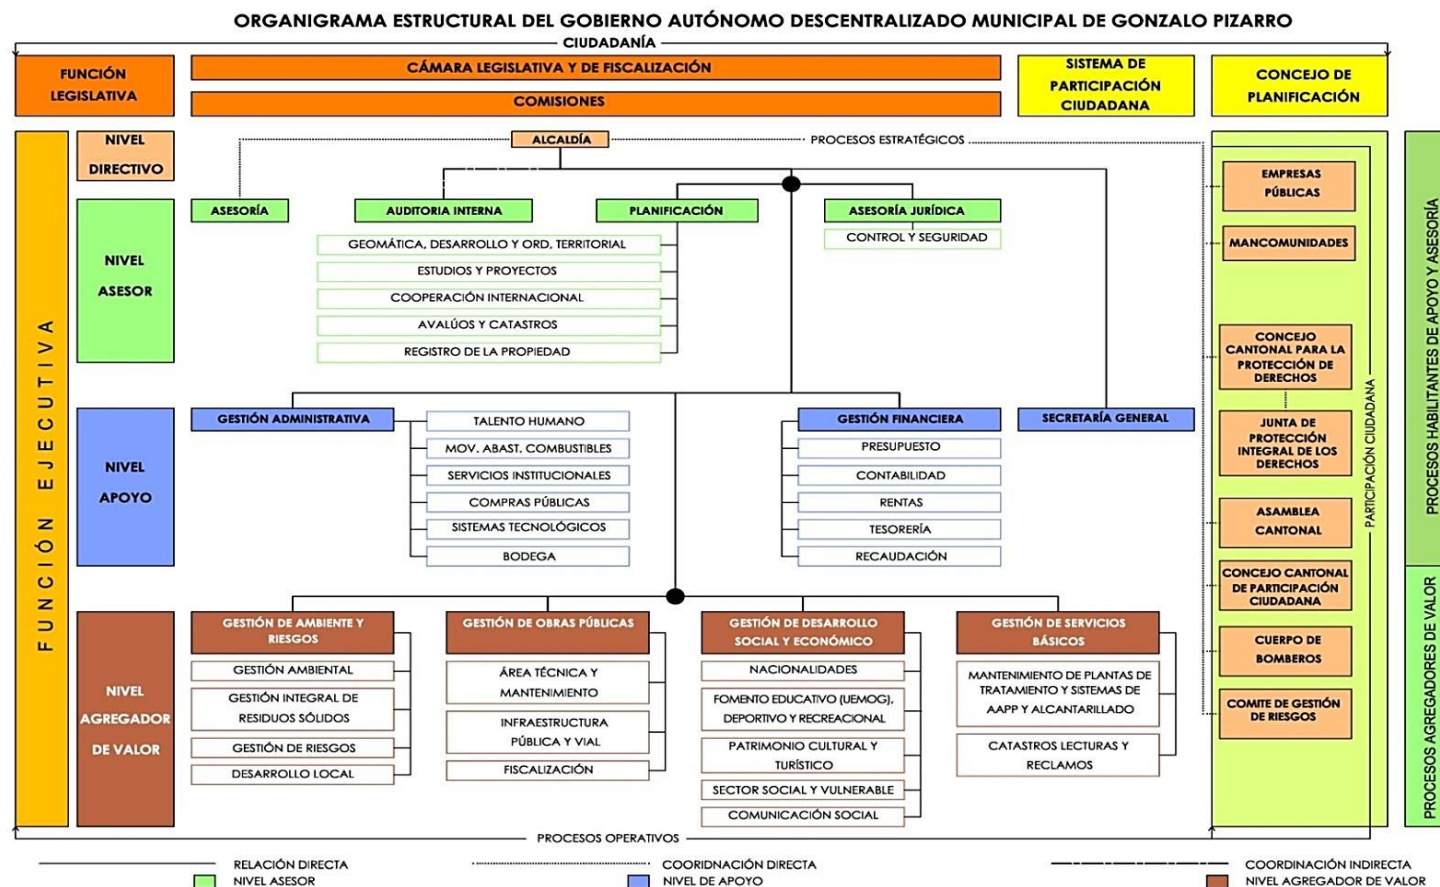 ORGANIGRAMA ESTRUCTURAL DEL GOBIERNO AUTÓNOMO DESCENTRALIZADO MUNICIPAL DE GONZALO PIZARRO
CIUDADANÍA
FUNCIÓN
LEGISLATIVA
CÁMARA LEGISLATIVA Y DE FISCALIZACIÓN
COMISIONES
SISTEMA DE
PARTICIPACIÓN
CIUDADANA
CONCEJO DE
PLANIFICACIÓN
FUNCIÓN EJECUTIVA
NIVEL
DIRECTIVO
ALCALDÍA
PROCESOS ESTRATÉGICOS
NIVEL
ASESOR
ASESORÍA
AUDITORIA INTERNA
PLANIFICACIÓN
ASESORÍA JURÍDICA
GEOMÁTICA, DESARROLLO Y ORD, TERRITORIAL
ESTUDIOS Y PROYECTOS
COOPERACIÓN INTERNACIONAL
AVALÚOS Y CATASTROS
REGISTRO DE LA PROPIEDAD
CONTROL Y SEGURIDAD
NIVEL
APOYO
GESTIÓN ADMINISTRATIVA
TALENTO HUMANO
MOV. ABAST. COMBUSTIBLES
SERVICIOS INSTITUCIONALES
COMPRAS PÚBLICAS
SISTEMAS TECNOLÓGICOS
BODEGA
GESTIÓN FINANCIERA
PRESUPUESTO
CONTABILIDAD
RENTAS
TESORERÍA
RECAUDACIÓN
SECRETARÍA GENERAL
NIVEL
AGREGADOR
DE VALOR
GESTIÓN DE AMBIENTE Y
RIESGOS
GESTIÓN AMBIENTAL
GESTIÓN INTEGRAL DE
RESIDUOS SÓLIDOS
GESTIÓN DE RIESGOS
DESARROLLO LOCAL
GESTIÓN DE OBRAS PÚBLICAS
ÁREA TÉCNICA Y
MANTENIMIENTO
INFRAESTRUCTURA
PÚBLICA Y VIAL
FISCALIZACIÓN
GESTIÓN DE DESARROLLO
SOCIAL Y ECONÓMICO
NACIONALIDADES
FOMENTO EDUCATIVO (UEMOG),
DEPORTIVO Y RECREACIONAL
PATRIMONIO CULTURAL Y
TURÍSTICO
SECTOR SOCIAL Y VULNERABLE
COMUNICACIÓN SOCIAL
GESTIÓN DE SERVICIOS
BÁSICOS
MANTENIMIENTO DE PLANTAS DE
TRATAMIENTO Y SISTEMAS DE
AAPP Y ALCANTARILLADO
CATASTROS LECTURAS Y
RECLAMOS
EMPRESAS
PÚBLICAS
MANCOMUNIDADES
CONCEJO
CANTONAL PARA LA
PROTECCIÓN DE
DERECHOS
JUNTA DE
PROTECCIÓN
INTEGRAL DE LOS
DERECHOS
ASAMBLEA
CANTONAL
CONCEJO CANTONAL
DE PARTICIPACIÓN
CIUDADANA
CUERPO DE
BOMBEROS
COMITE DE GESTIÓN
DE RIESGOS
PARTICIPACIÓN CIUDADANA
PROCESOS HABILITANTES DE APOYO Y ASESORÍA
PROCESOS AGREGADORES DE VALOR
PROCESOS OPERATIVOS
RELACIÓN DIRECTA
COORIDNACIÓN DIRECTA
COORDINACIÓN INDIRECTA
NIVEL ASESOR
NIVEL DE APOYO
NIVEL AGREGADOR DE VALOR